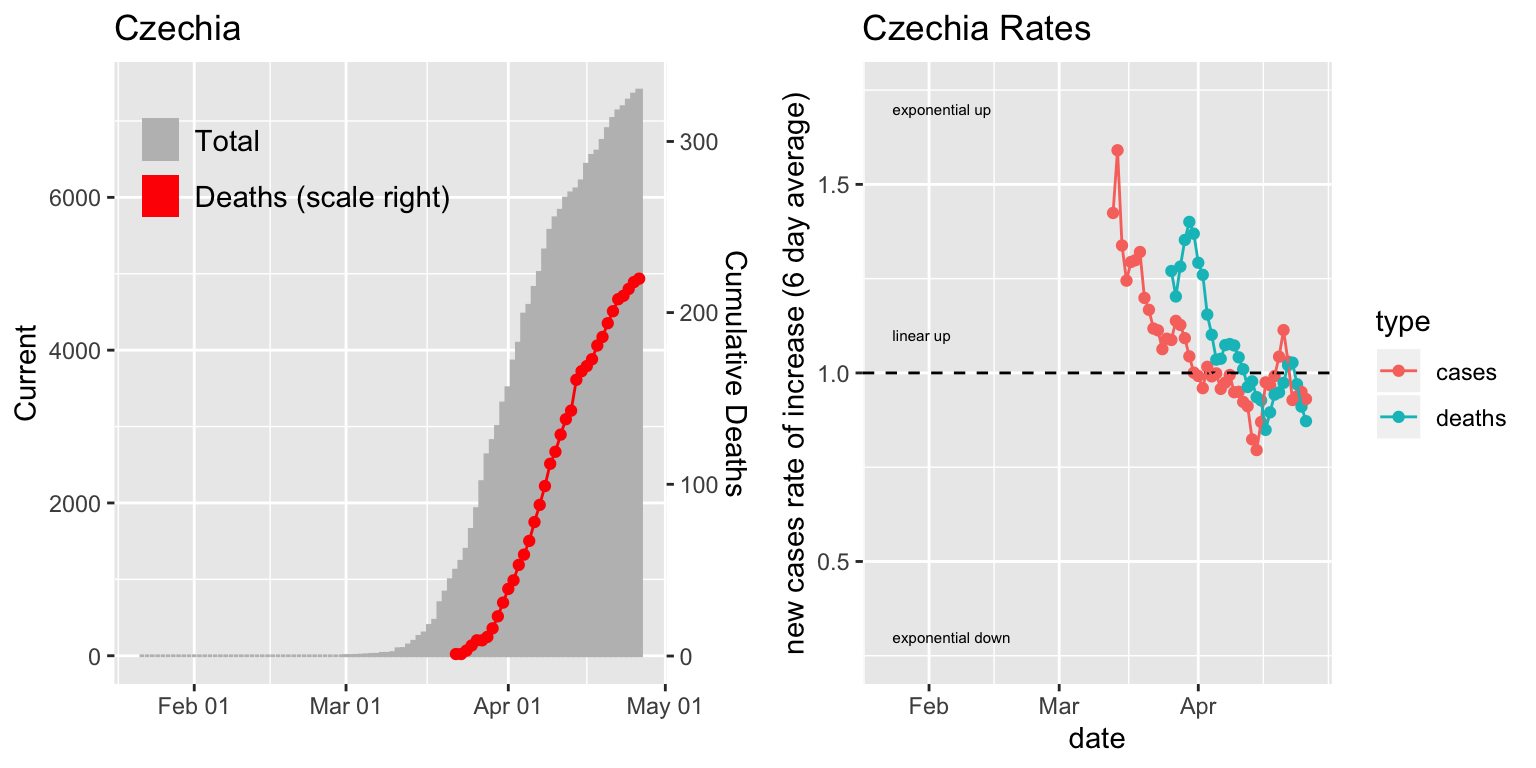 Czechia
Total
Deaths (scale right)
Current
6000
4000
2000
0
300
200
100
0
Cumulative Deaths
Feb 01
Mar 01
Apr 01
May 01
Czechia Rates
new cases rate of increase (6 day average)
1.5
1.0
0.5
exponential up
linear up
exponential down
Feb
Mar
Apr
date
type
cases
deaths